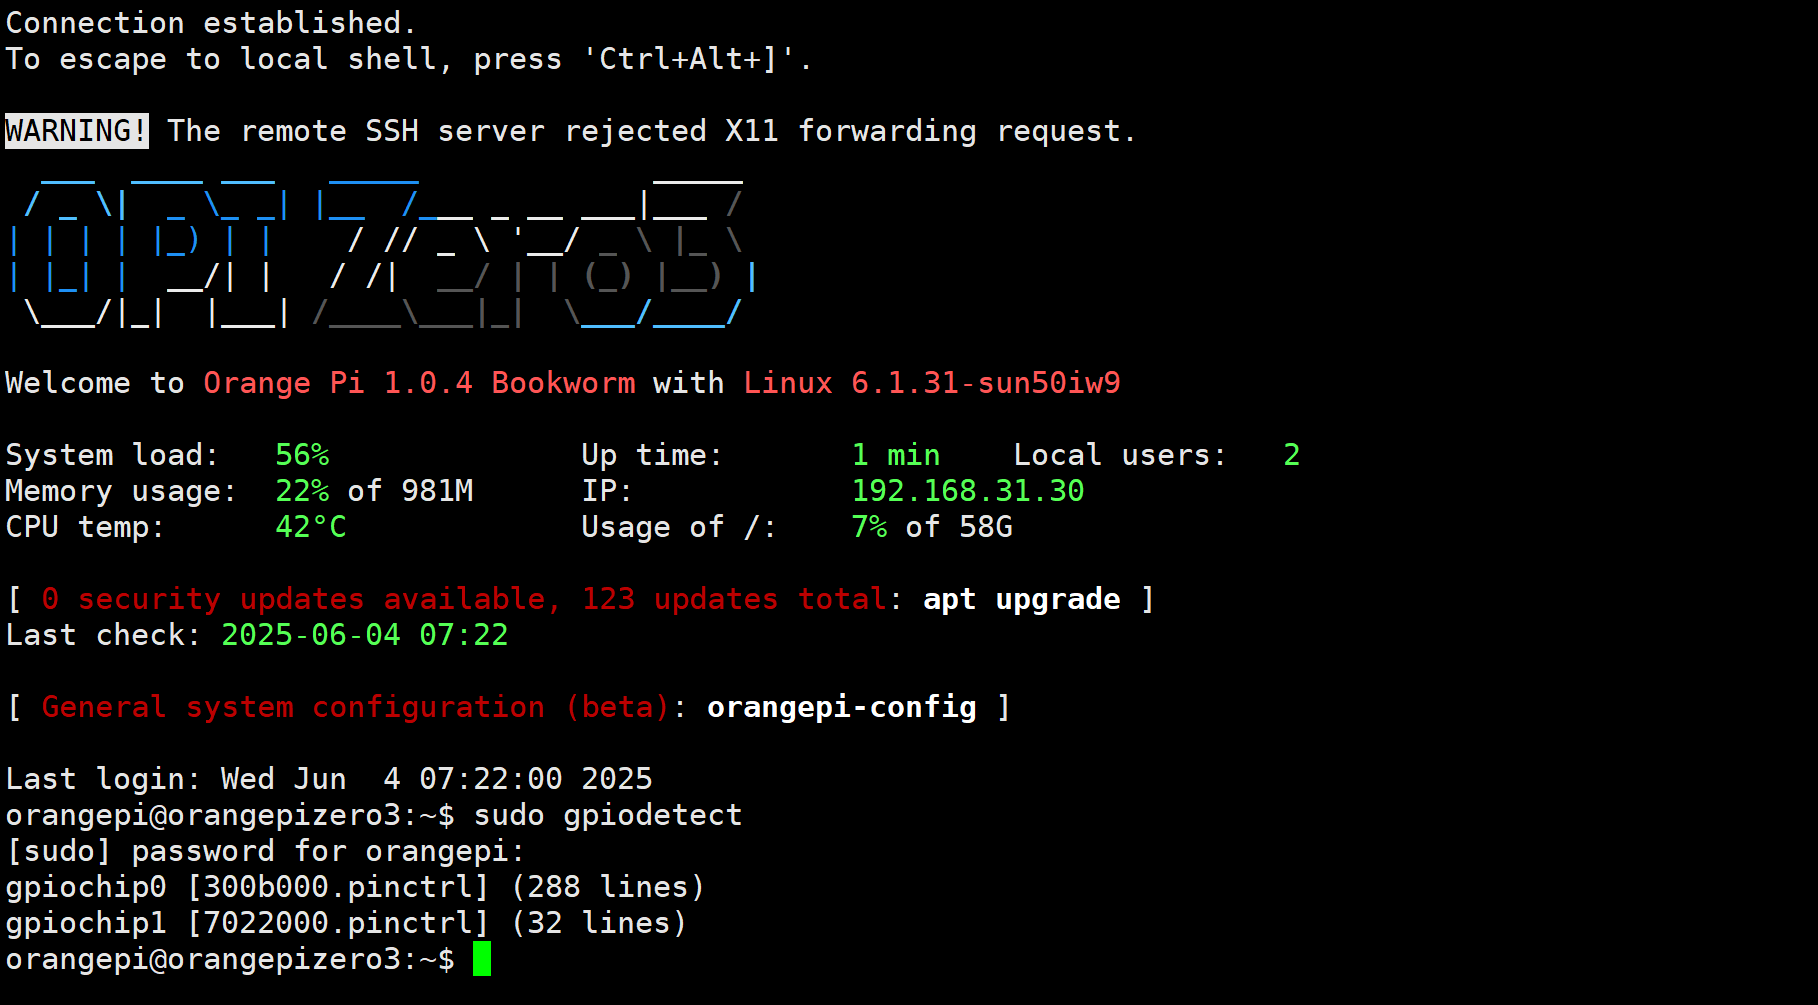 Connection established.
To escape to local shell, press 'Ctrl+Alt+]'.
WARNING! The remote SSH server rejected X11 forwarding request.
OPI Zero3
Welcome to Orange Pi 1.0.4 Bookworm with Linux 6.1.31-sun50iw9
System load: 56% Up time: 1 min Local users: 2
Memory usage: 22% of 981M IP: 192.168.31.30
CPU temp: 42°C Usage of /: 7% of 58G
[ 0 security updates available, 123 updates total: apt upgrade ]
Last check: 2025-06-04 07:22
[ General system configuration (beta): orangepi-config ]
Last login: Wed Jun  4 07:22:00 2025
orangepi@orangepizero3:~$ sudo gpiodetect
[sudo] password for orangepi:
gpiochip0 [300b000.pinctrl] (288 lines)
gpiochip1 [7022000.pinctrl] (32 lines)
orangepi@orangepizero3:~$